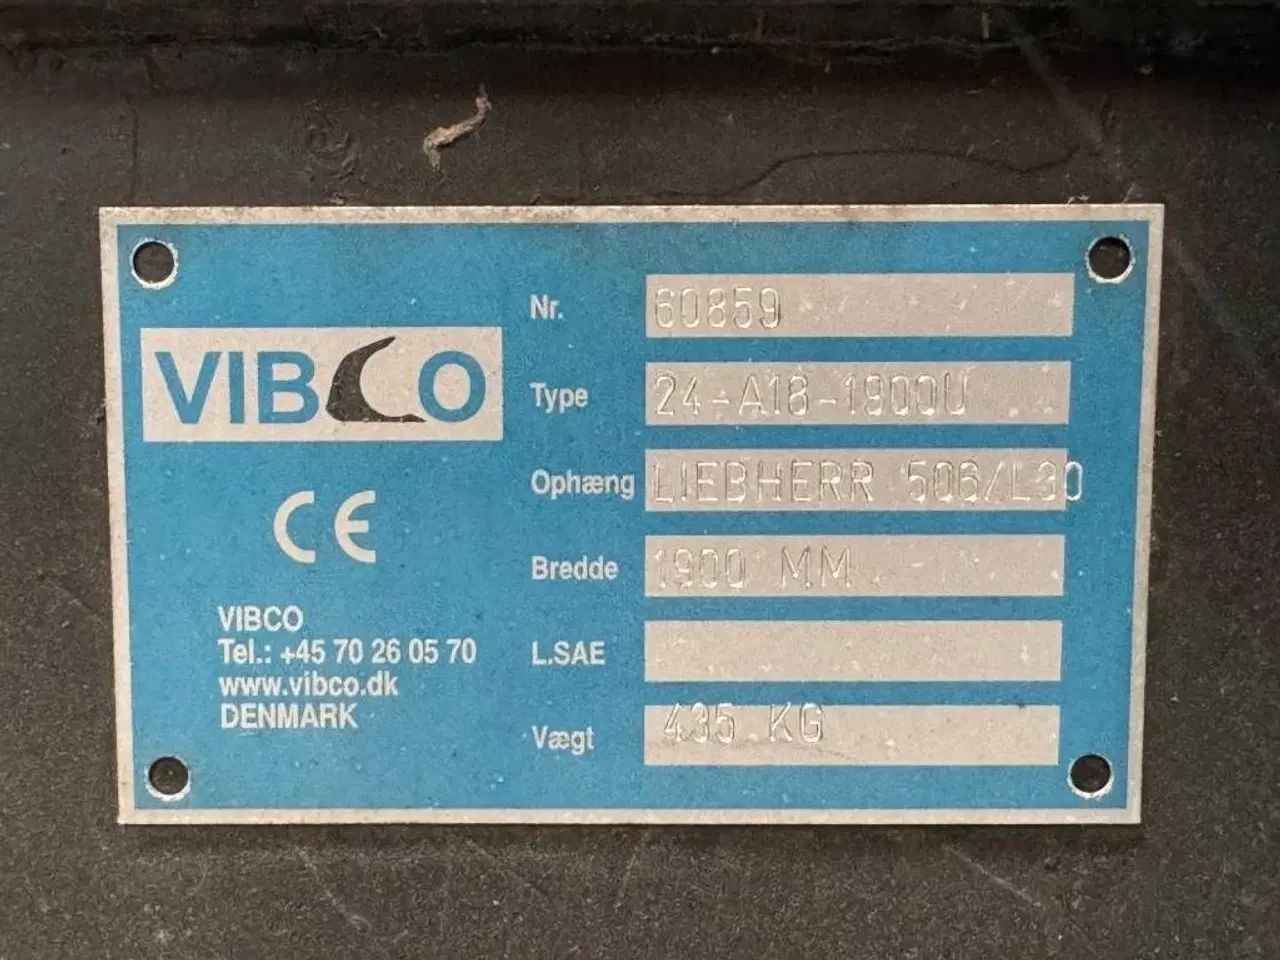 VIBCO
CE
VIBCO
Tel.: +45 70 26 05 70
www.vibco.dk
DENMARK
Nr. 60859
Type 24-A18-1900U
Ophæng LIEBHERR 506/L30
Bredde 1900 MM
L.SAE
Vægt 435 KG